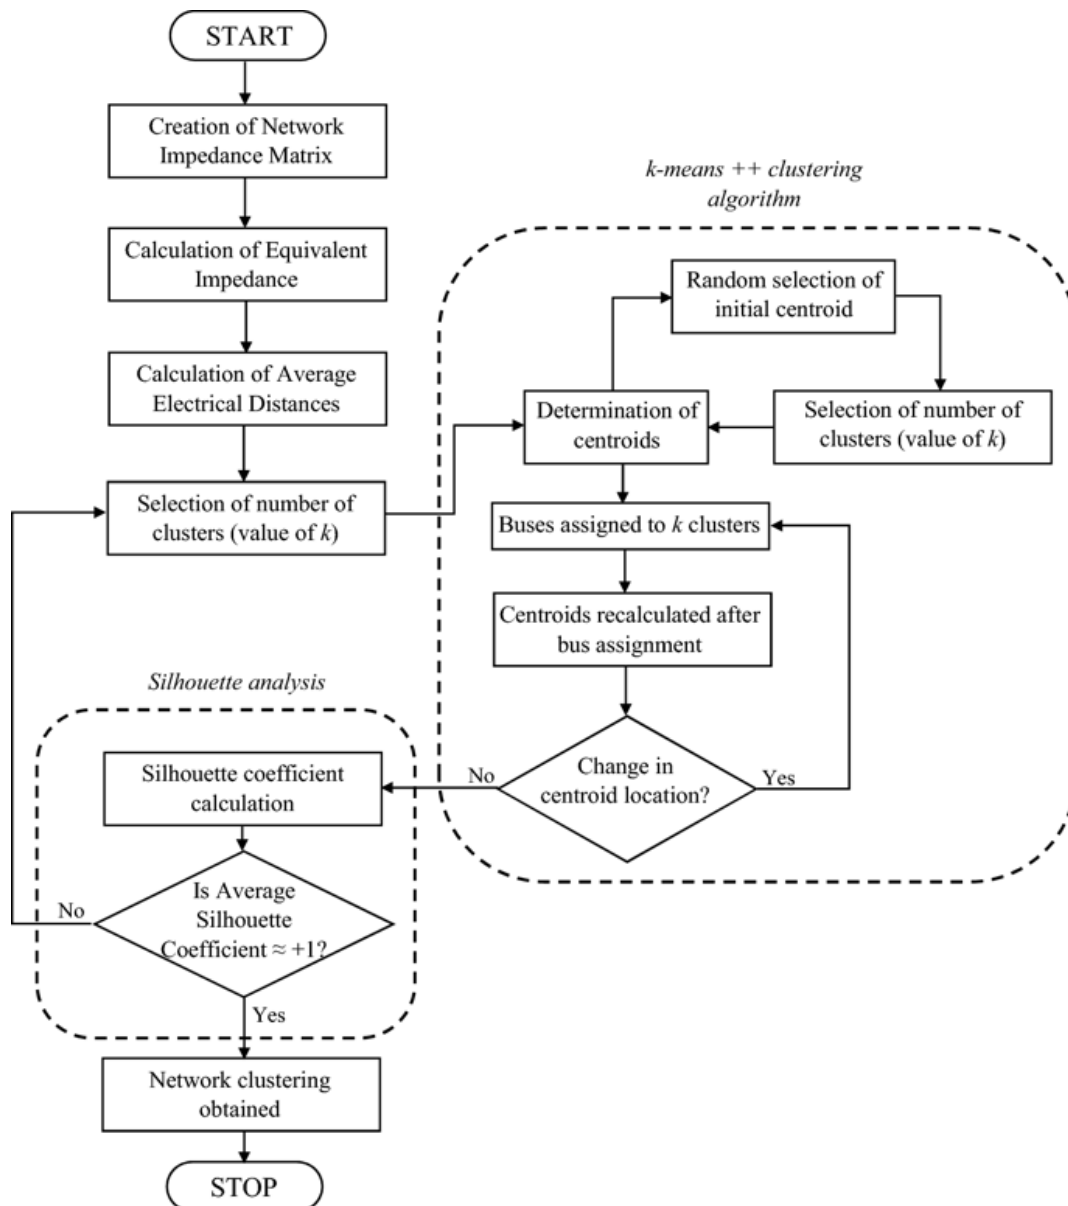 START
Creation of Network
Impedance Matrix
Calculation of Equivalent
Impedance
Calculation of Average
Electrical Distances
Selection of number of
clusters (value of k)
k-means ++ clustering
algorithm
Random selection of
initial centroid
Determination of
centroids
Selection of number of
clusters (value of k)
Buses assigned to k clusters
Centroids recalculated after
bus assignment
Change in
centroid location?
No
Yes
Silhouette analysis
Silhouette coefficient
calculation
Is Average
Silhouette
Coefficient ≈ +1?
No
Yes
Network clustering
obtained
STOP